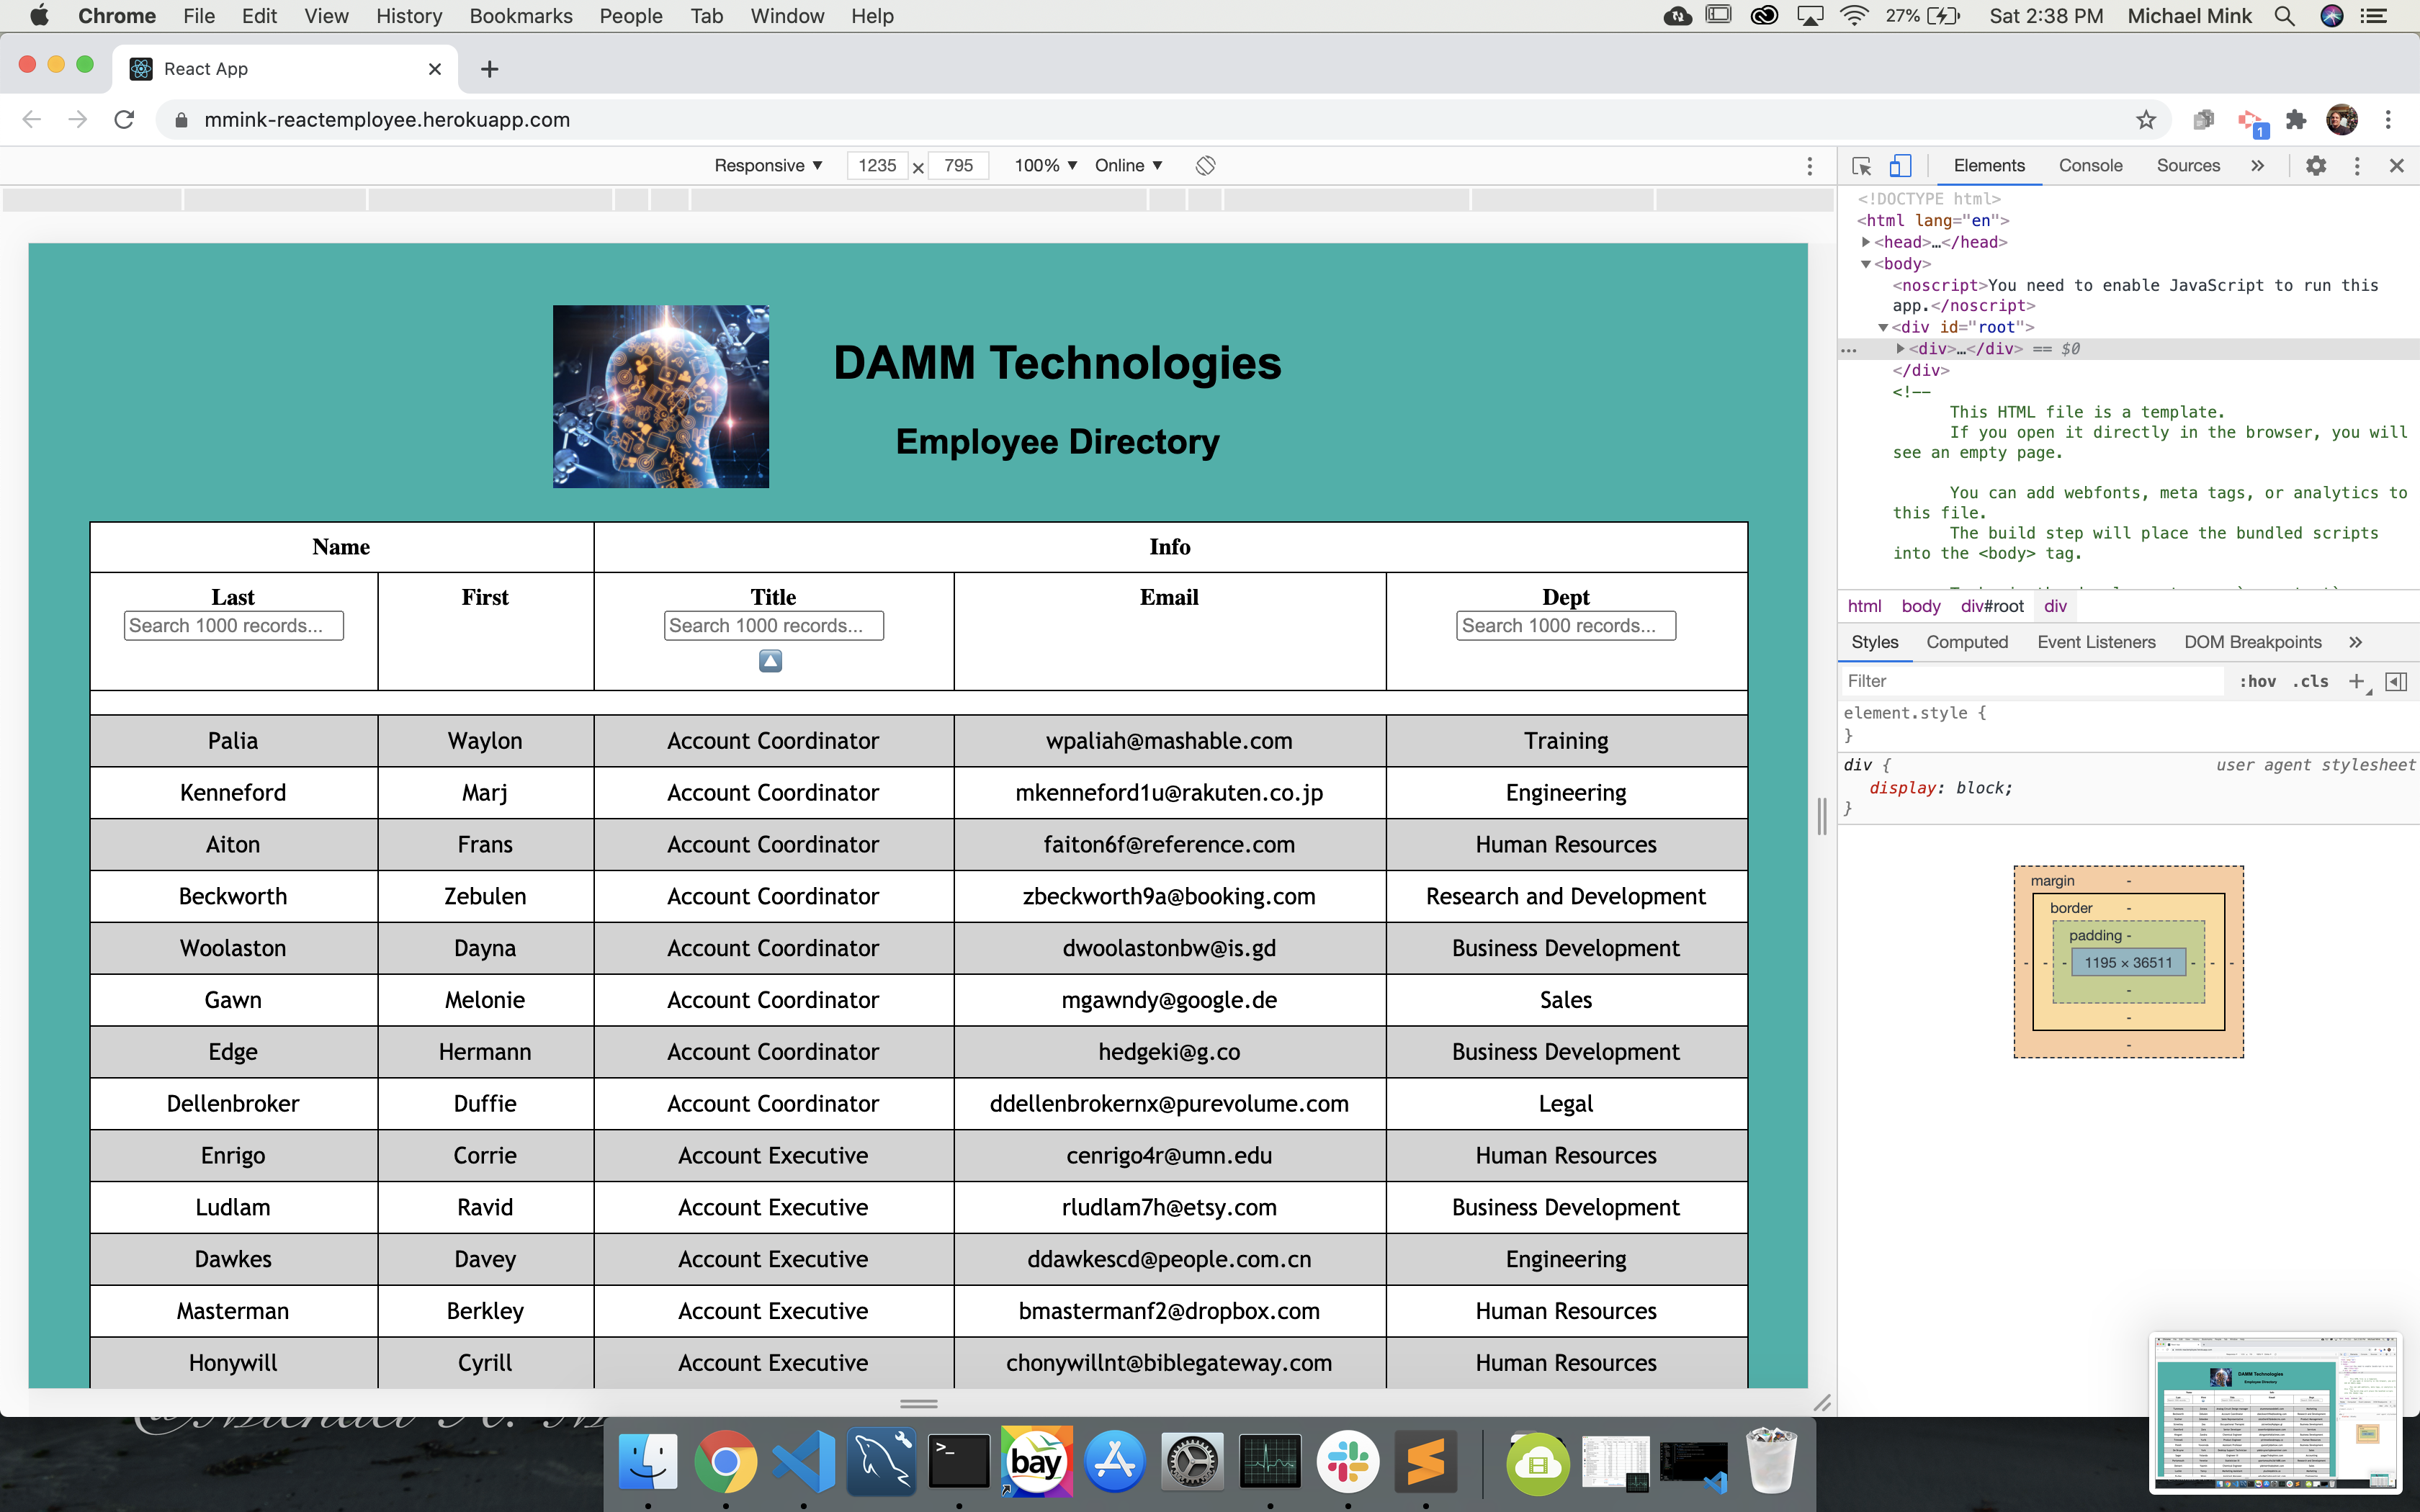 Chrome File Edit View History Bookmarks People Tab Window Help 27% Sat 2:38 PM Michael Mink
React App
mmink-reactemployee.herokuapp.com 1
Responsive ▼ 1235 × 795 100% ▼ Online ▼
Elements Console Sources »
<!DOCTYPE html>
<html lang="en">
▶<head>…</head>
▼<body>
<noscript>You need to enable JavaScript to run this
app.</noscript>
▼<div id="root">
… ▶<div>…</div> == $0
</div>
<!--
This HTML file is a template.
If you open it directly in the browser, you will
see an empty page.
You can add webfonts, meta tags, or analytics to
this file.
The build step will place the bundled scripts
into the <body> tag.
html body div#root div
Styles Computed Event Listeners DOM Breakpoints »
Filter :hov .cls +
element.style {
}
div { user agent stylesheet
display: block;
}
margin -
border -
padding -
- - - 1195 × 36511 - - -
-
-
-
DAMM Technologies
Employee Directory
Name Info
Last First Title Email Dept
Search 1000 records... Search 1000 records... Search 1000 records...
Palia Waylon Account Coordinator wpaliah@mashable.com Training
Kenneford Marj Account Coordinator mkenneford1u@rakuten.co.jp Engineering
Aiton Frans Account Coordinator faiton6f@reference.com Human Resources
Beckworth Zebulen Account Coordinator zbeckworth9a@booking.com Research and Development
Woolaston Dayna Account Coordinator dwoolastonbw@is.gd Business Development
Gawn Melonie Account Coordinator mgawndy@google.de Sales
Edge Hermann Account Coordinator hedgeki@g.co Business Development
Dellenbroker Duffie Account Coordinator ddellenbrokernx@purevolume.com Legal
Enrigo Corrie Account Executive cenrigo4r@umn.edu Human Resources
Ludlam Ravid Account Executive rludlam7h@etsy.com Business Development
Dawkes Davey Account Executive ddawkescd@people.com.cn Engineering
Masterman Berkley Account Executive bmastermanf2@dropbox.com Human Resources
Honywill Cyrill Account Executive chonywillnt@biblegateway.com Human Resources
>_ bay
DAMM Technologies
Employee Directory